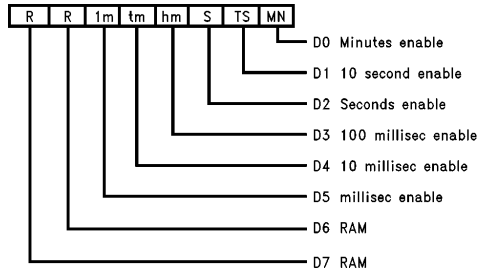 R R 1m tm hm S TS MN
D0 Minutes enable
D1 10 second enable
D2 Seconds enable
D3 100 millisec enable
D4 10 millisec enable
D5 millisec enable
D6 RAM
D7 RAM